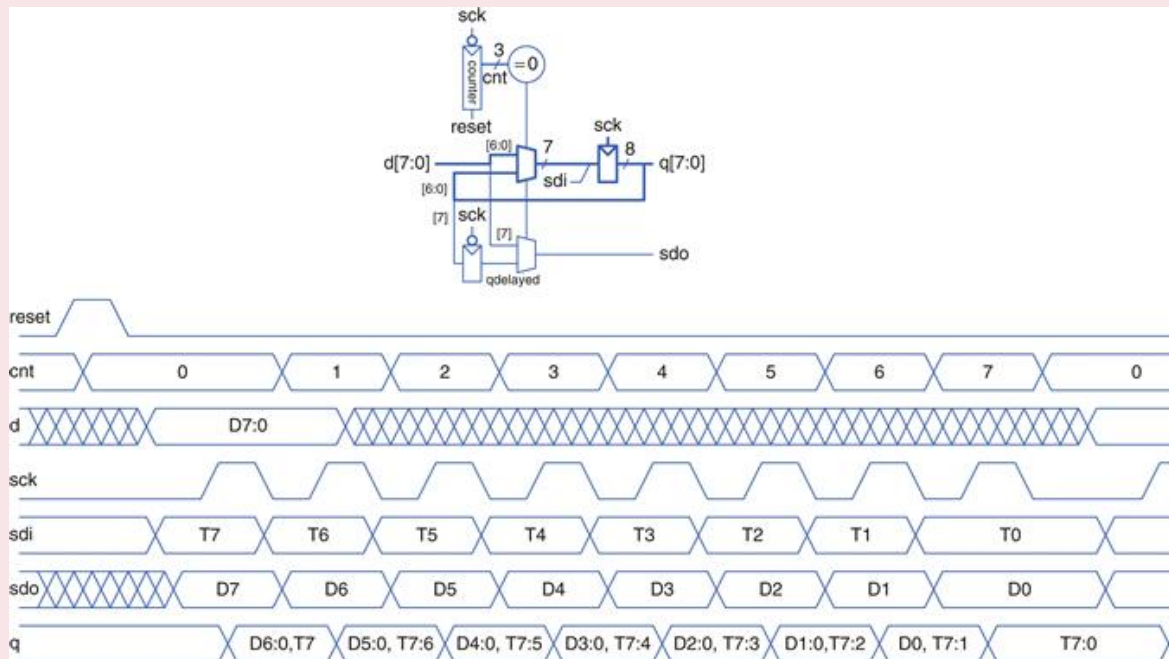 sck
3
=0
cnt
counter
reset
sck
[6:0]
7
8
d[7:0]
q[7:0]
sdi
[6:0]
[7]
sck
[7]
sdo
qdelayed
reset
cnt 0 1 2 3 4 5 6 7 0
d D7:0
sck
sdi T7 T6 T5 T4 T3 T2 T1 T0
sdo D7 D6 D5 D4 D3 D2 D1 D0
q D6:0,T7 D5:0, T7:6 D4:0, T7:5 D3:0, T7:4 D2:0, T7:3 D1:0,T7:2 D0, T7:1 T7:0